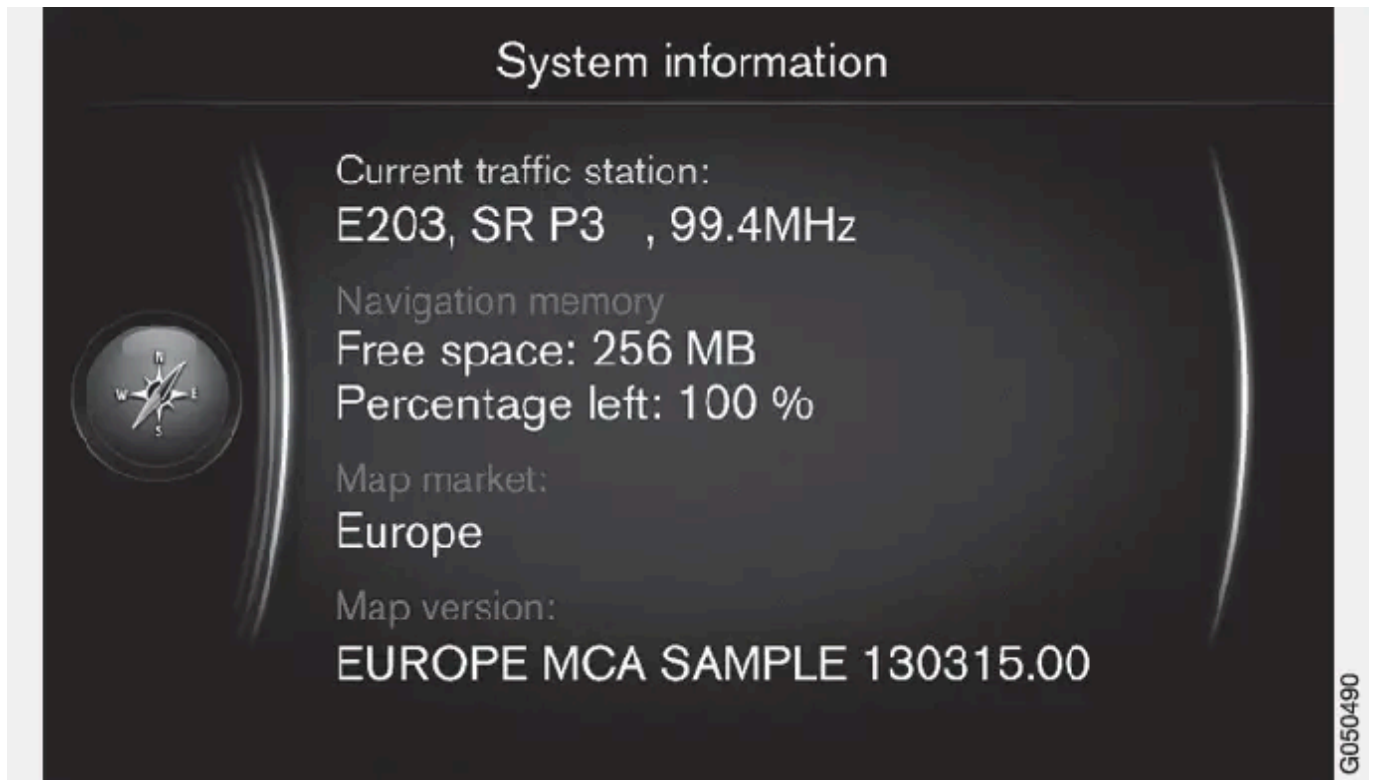 System information
Current traffic station:
E203, SR P3   , 99.4MHz
Navigation memory
Free space: 256 MB
Percentage left: 100 %
Map market:
Europe
Map version:
EUROPE MCA SAMPLE 130315.00
N
W E
S
G050490